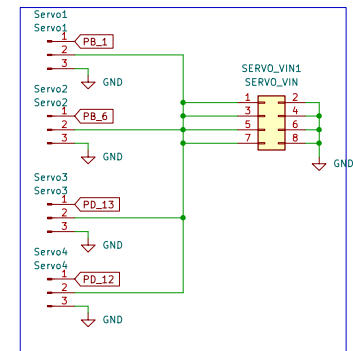 Servo1
Servo1
1 PB_1
2
3
GND
Servo2
Servo2
1 PB_6
2
3
GND
Servo3
Servo3
1 PD_13
2
3
GND
Servo4
Servo4
1 PD_12
2
3
GND
SERVO_VIN1
SERVO_VIN
1 2
3 4
5 6
7 8
GND